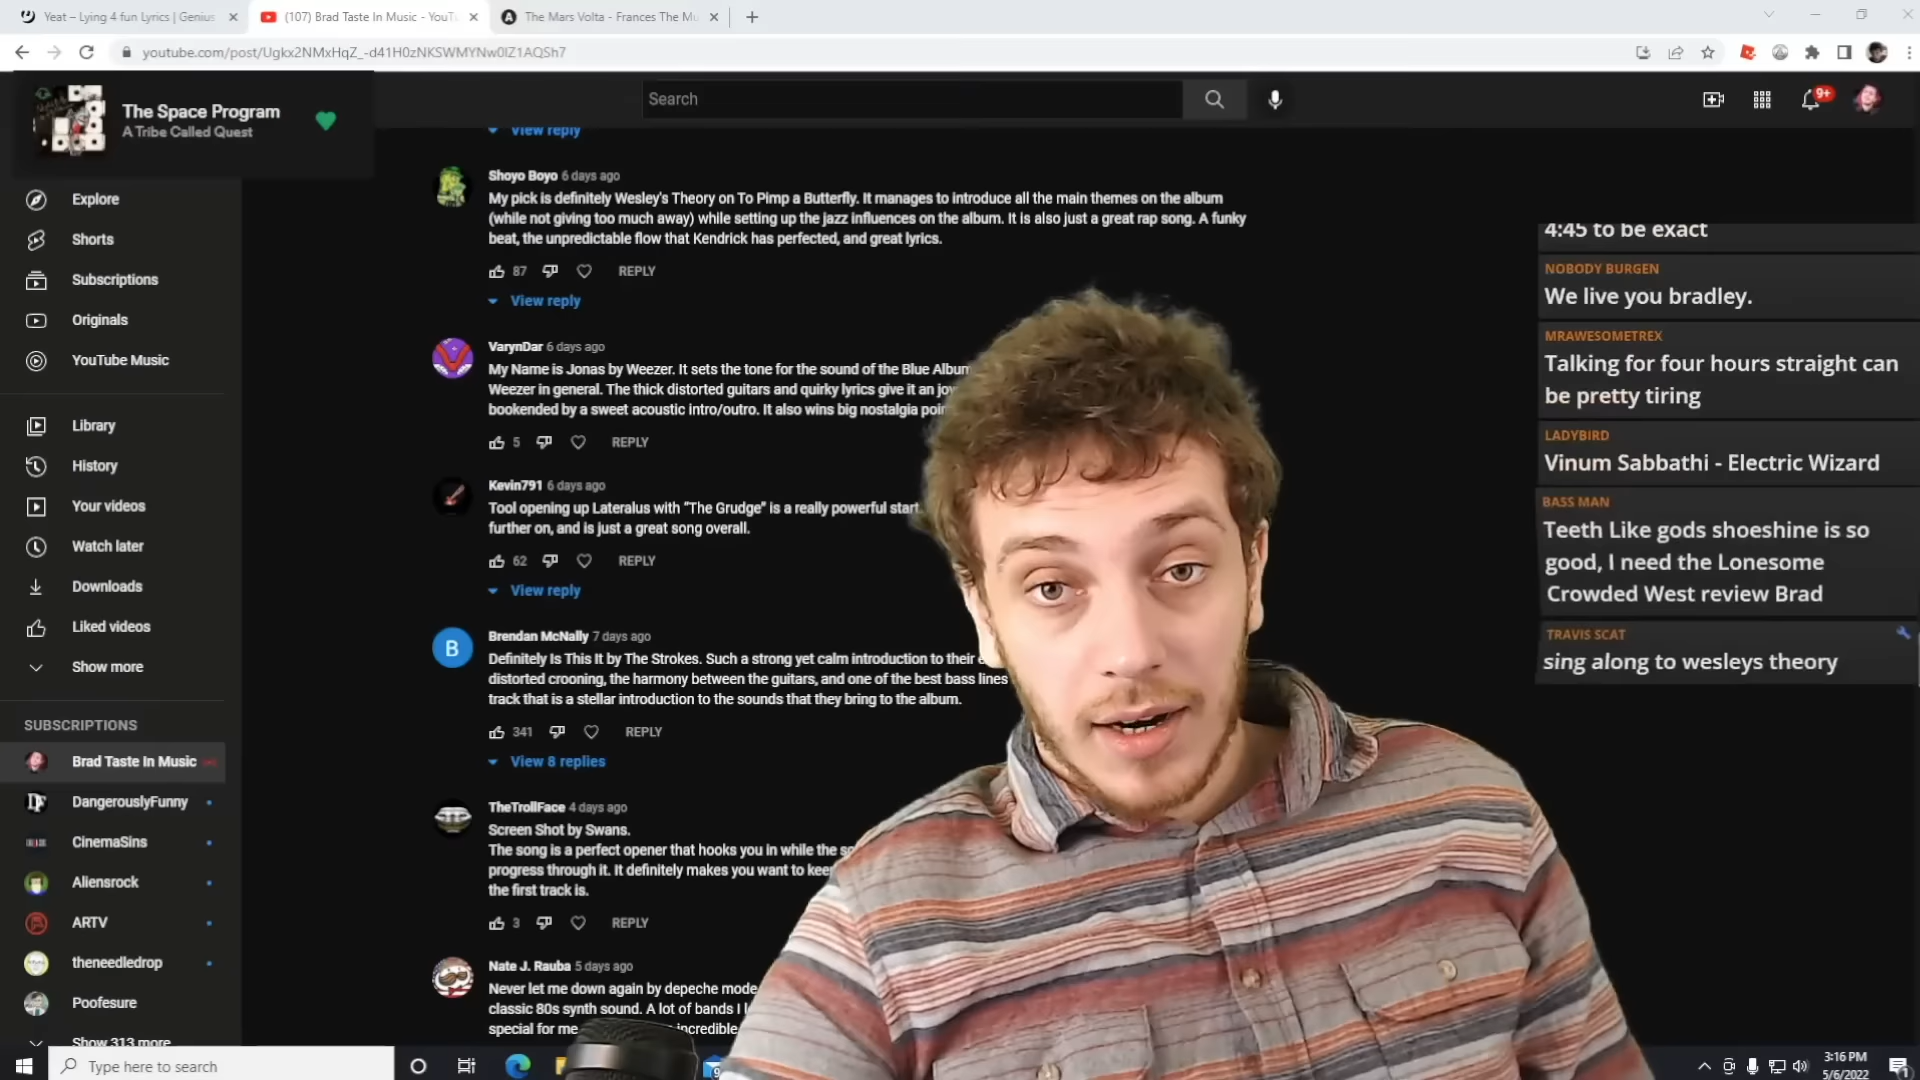 Yeat – Lying 4 fun Lyrics | Genius
(107) Brad Taste In Music - YouTu
The Mars Volta - Frances The Mu
youtube.com/post/Ugkx2NMxHqZ_-d41H0zNKSWMYNw0lZ1AQSh7
The Space Program
A Tribe Called Quest
Search
9+
Explore
Shorts
Subscriptions
Originals
YouTube Music
Library
History
Your videos
Watch later
Downloads
Liked videos
Show more
SUBSCRIPTIONS
Brad Taste In Music
DangerouslyFunny
CinemaSins
Aliensrock
ARTV
theneedledrop
Poofesure
Show 313 more
View reply
Shoyo Boyo 6 days ago
My pick is definitely Wesley's Theory on To Pimp a Butterfly. It manages to introduce all the main themes on the album
(while not giving too much away) while setting up the jazz influences on the album. It is also just a great rap song. A funky
beat, the unpredictable flow that Kendrick has perfected, and great lyrics.
87 REPLY
View reply
VarynDar 6 days ago
My Name is Jonas by Weezer. It sets the tone for the sound of the Blue Album
Weezer in general. The thick distorted guitars and quirky lyrics give it an joy
bookended by a sweet acoustic intro/outro. It also wins big nostalgia poin
5 REPLY
Kevin791 6 days ago
Tool opening up Lateralus with "The Grudge" is a really powerful start
further on, and is just a great song overall.
62 REPLY
View reply
B
Brendan McNally 7 days ago
Definitely Is This It by The Strokes. Such a strong yet calm introduction to their
distorted crooning, the harmony between the guitars, and one of the best bass lines
track that is a stellar introduction to the sounds that they bring to the album.
341 REPLY
View 8 replies
TheTrollFace 4 days ago
Screen Shot by Swans.
The song is a perfect opener that hooks you in while the so
progress through it. It definitely makes you want to keep
the first track is.
3 REPLY
Nate J. Rauba 5 days ago
Never let me down again by depeche mode
classic 80s synth sound. A lot of bands I
special for me incredible
4:45 to be exact
NOBODY BURGEN
We live you bradley.
MRAWESOMETREX
Talking for four hours straight can
be pretty tiring
LADYBIRD
Vinum Sabbathi - Electric Wizard
BASS MAN
Teeth Like gods shoeshine is so
good, I need the Lonesome
Crowded West review Brad
TRAVIS SCAT
sing along to wesleys theory
Type here to search
3:16 PM
5/6/2022